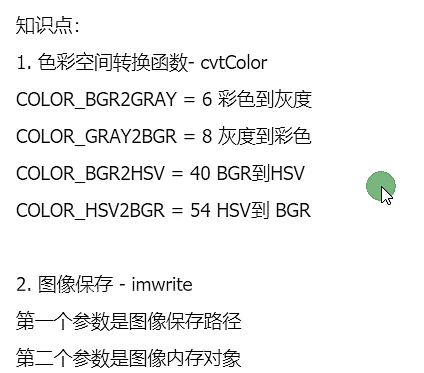 知识点：
1. 色彩空间转换函数- cvtColor
COLOR_BGR2GRAY = 6 彩色到灰度
COLOR_GRAY2BGR = 8 灰度到彩色
COLOR_BGR2HSV = 40 BGR到HSV
COLOR_HSV2BGR = 54 HSV到 BGR
2. 图像保存 - imwrite
第一个参数是图像保存路径
第二个参数是图像内存对象